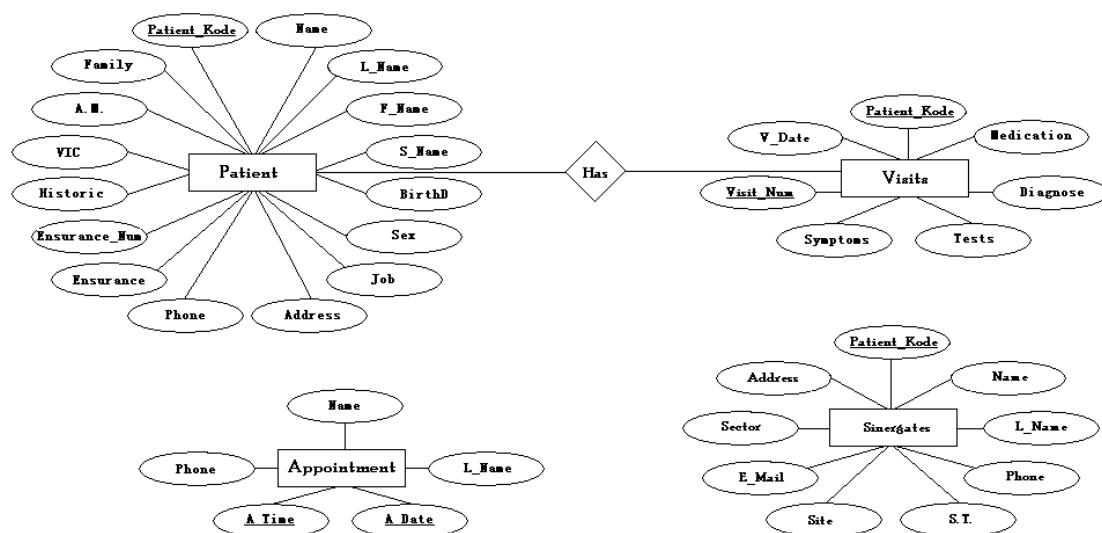 Patient_Kode
Name
Family
L_Name
A.M.
F_Name
VIC
S_Name
Patient
Historic
BirthD
Ensurance_Num
Sex
Ensurance
Job
Phone
Address
Has
Patient_Kode
V_Date
Medication
Visits
Visit_Num
Diagnose
Symptoms
Tests
Name
Phone
Appointment
L_Name
A_Time
A_Date
Patient_Kode
Address
Name
Sector
Sinergates
L_Name
E_Mail
Phone
Site
S.T.